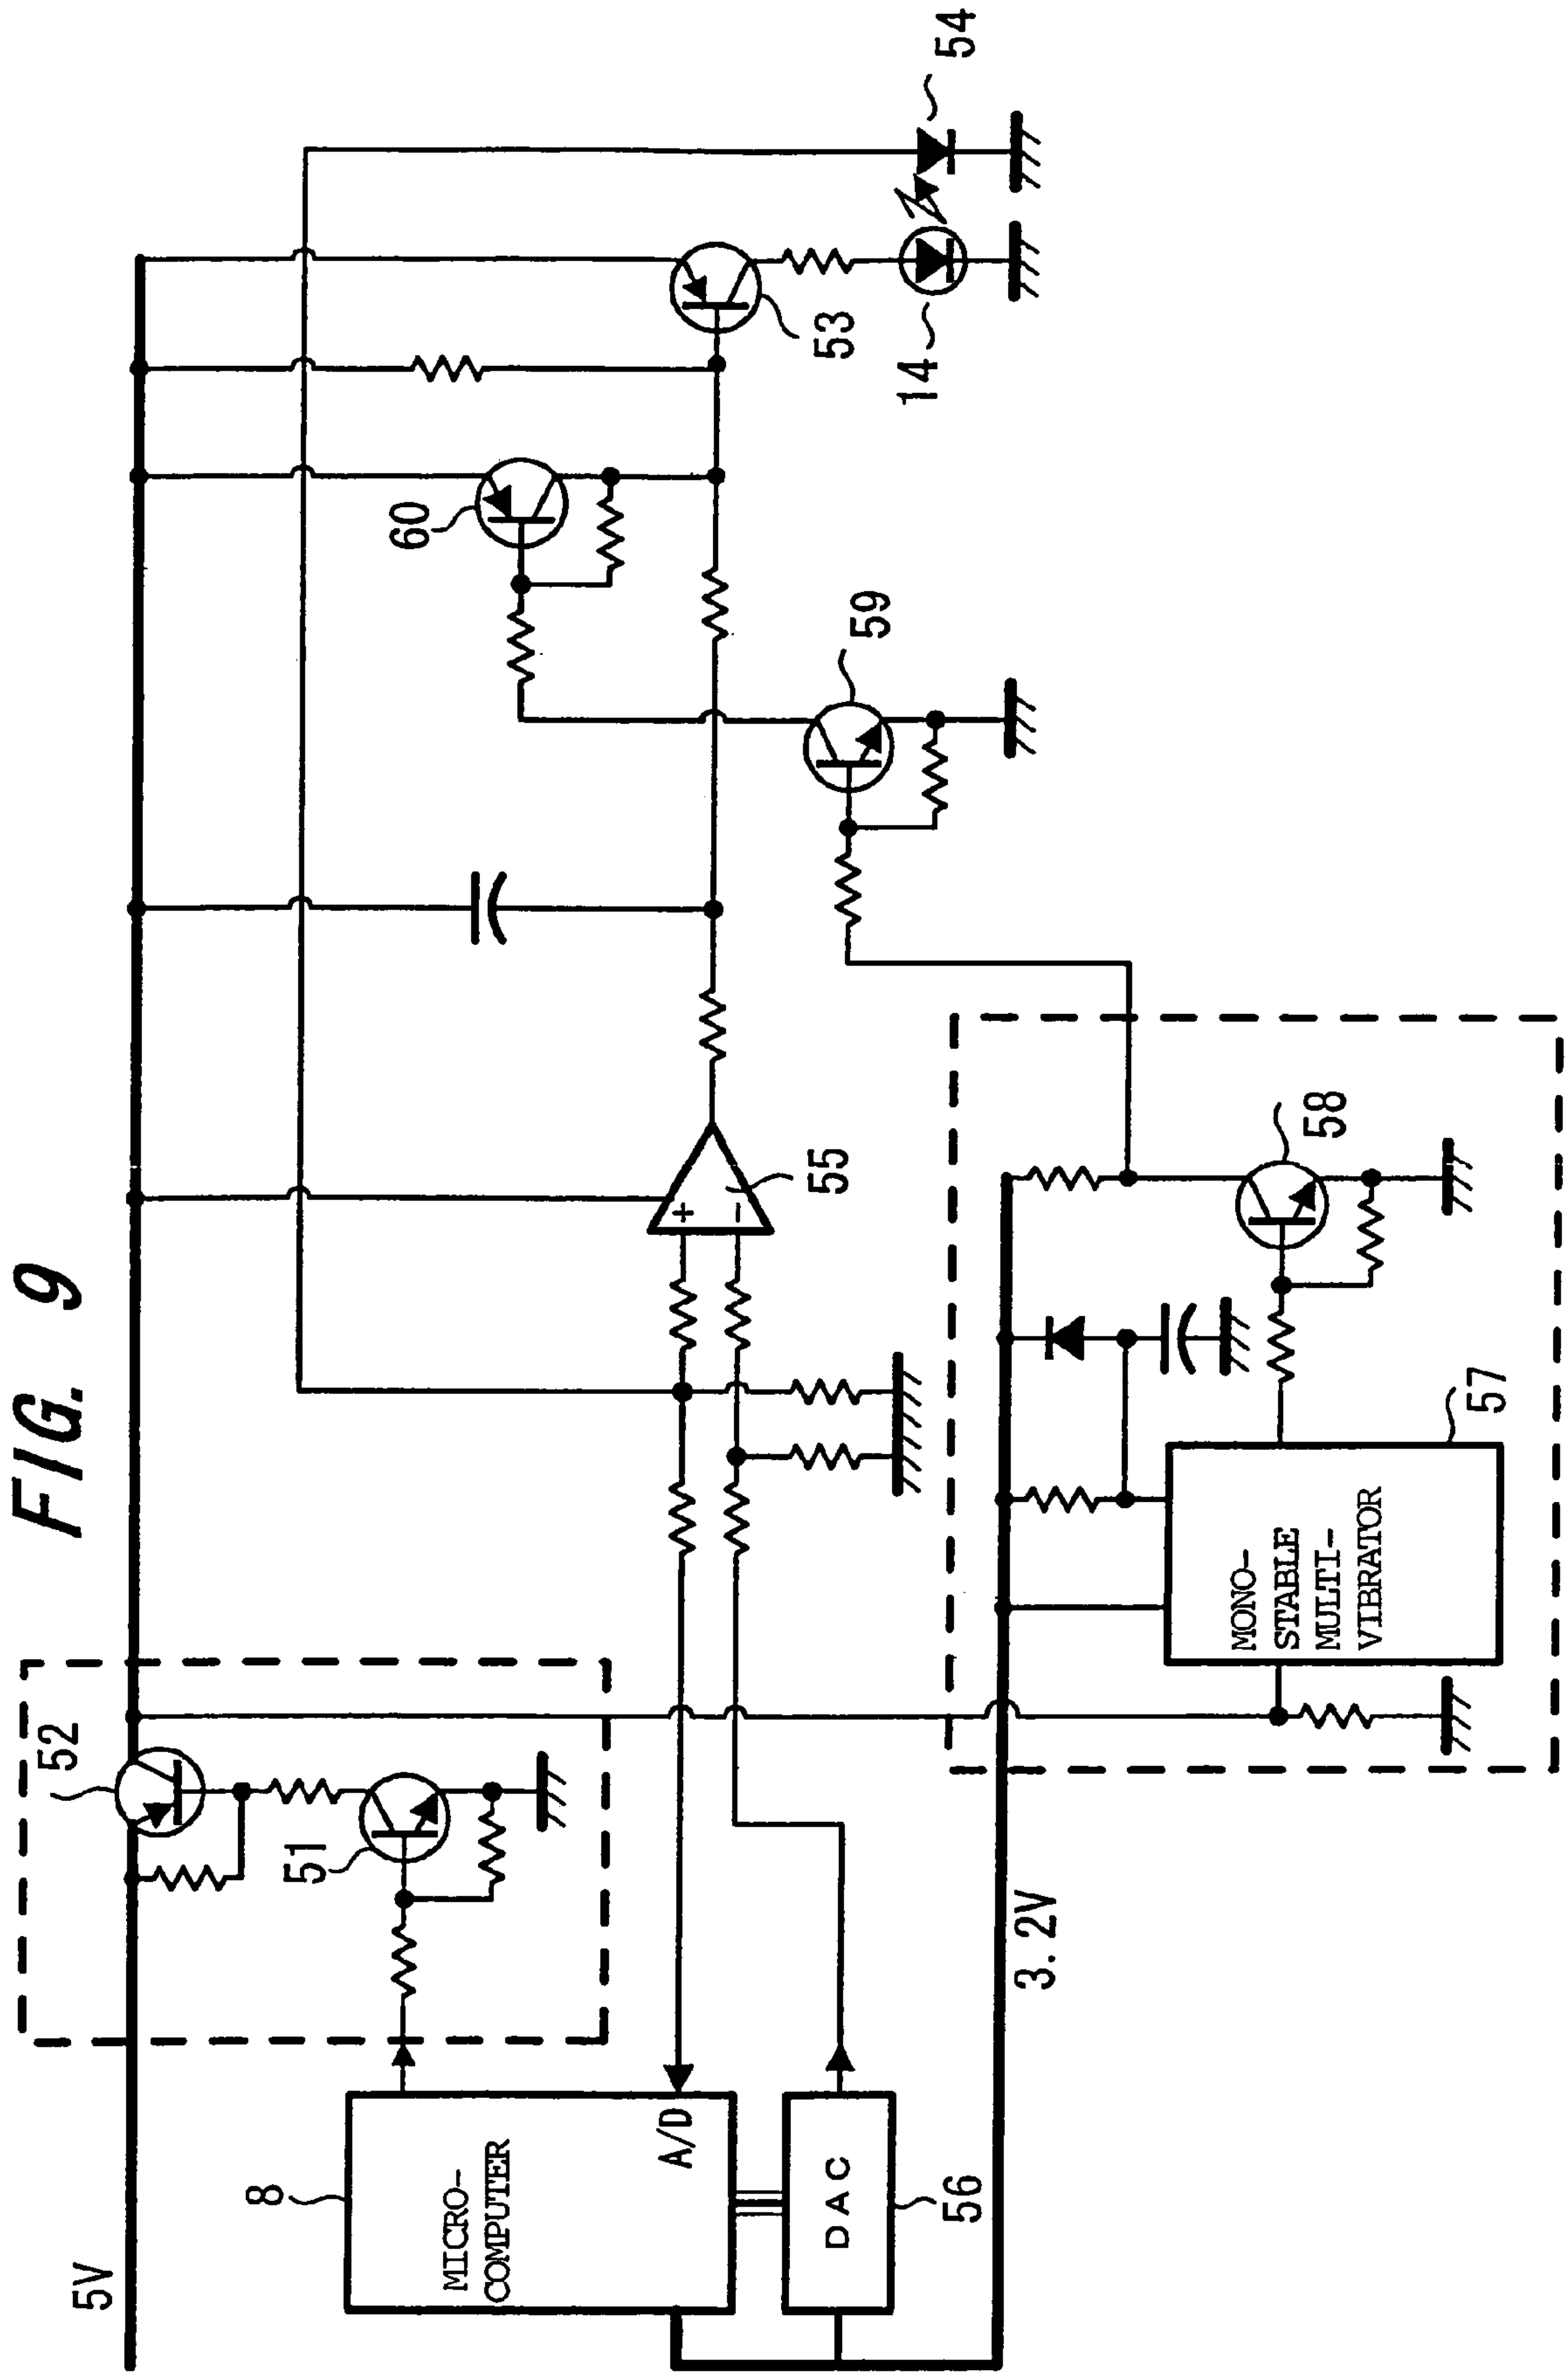 FIG. 9
5V
52
51
8
MICRO-
COMPUTER
A/D
DAC
56
3.2V
55
60
53
14
54
59
58
57
MONO-
STABLE
MULTI-
VIBRATOR
+
−